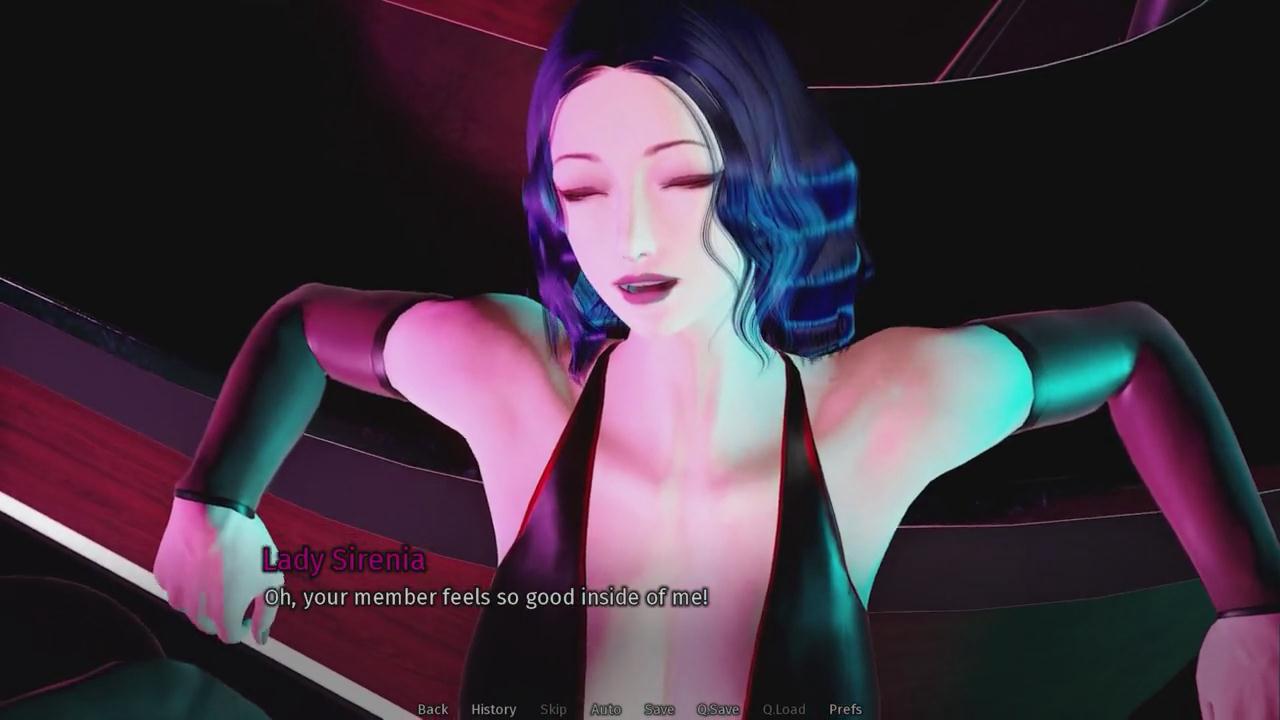 Lady Sirenia
Oh, your member feels so good inside of me!
Back History Skip Auto Save Q.Save Q.Load Prefs